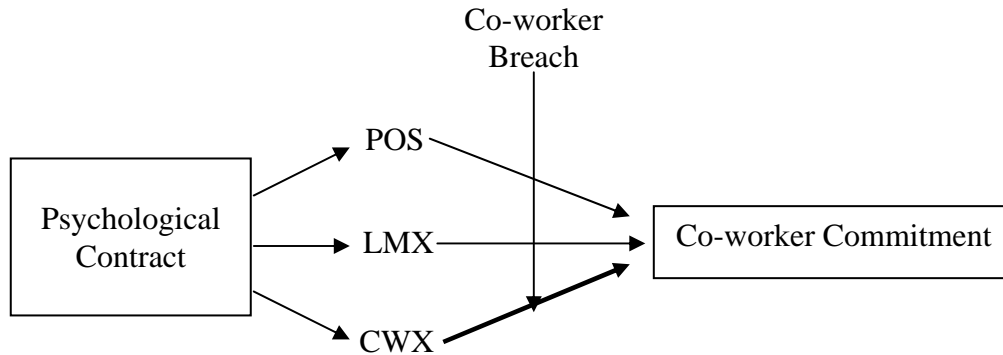 Co-worker
Breach
POS
Psychological
Contract
LMX
Co-worker Commitment
CWX